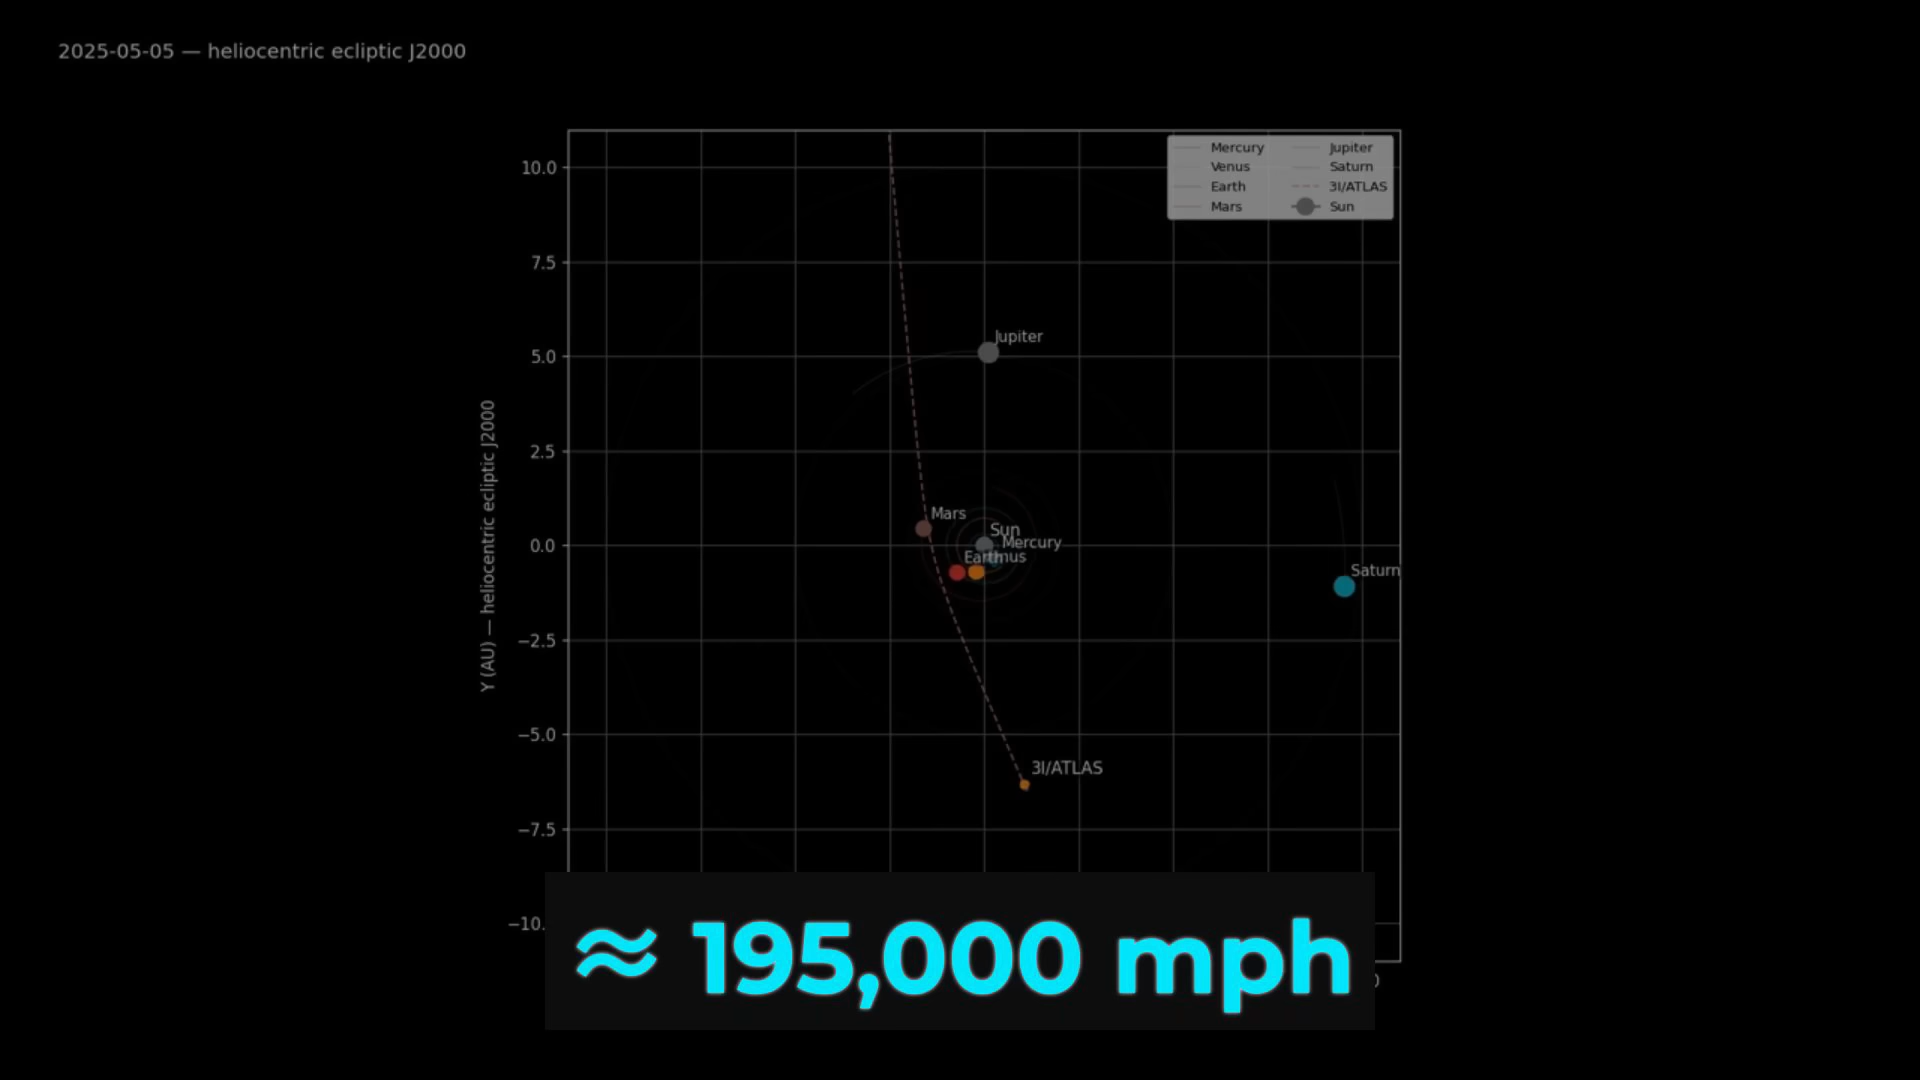 2025-05-05 — heliocentric ecliptic J2000
Mercury
Venus
Earth
Mars
Jupiter
Saturn
3I/ATLAS
Sun
10.0
7.5
5.0
2.5
0.0
−2.5
−5.0
−7.5
−10.
Y (AU) — heliocentric ecliptic J2000
Jupiter
Mars
Sun
Mercury
Earth
Saturn
3I/ATLAS
≈ 195,000 mph